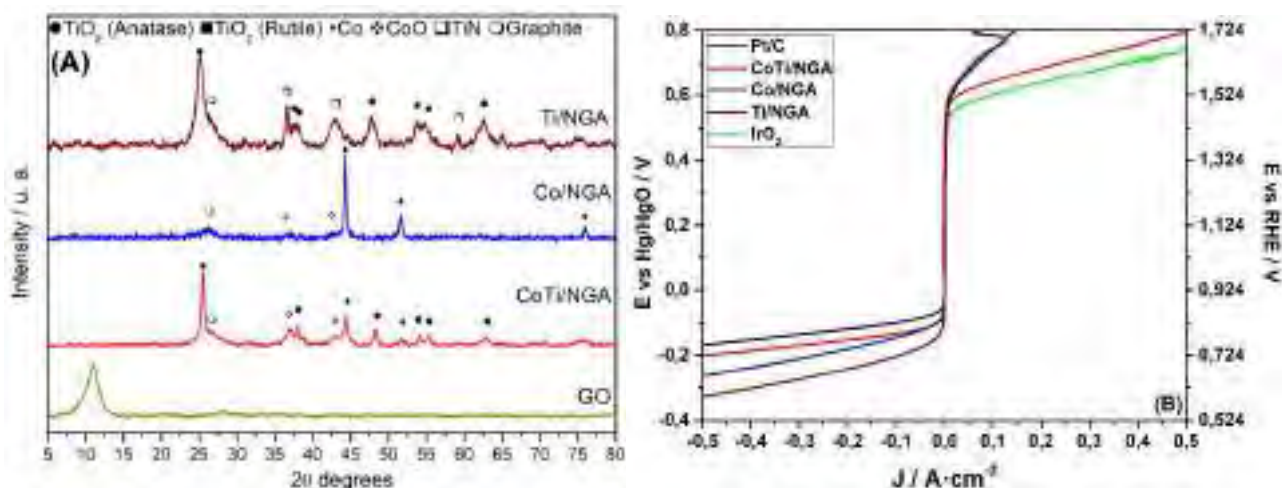 ● TiO₂ (Anatase) ■ TiO₂ (Rutile) ♦Co ❖CoO ❑TiN ❍Graphite
(A)
Ti/NGA
Co/NGA
CoTi/NGA
GO
Intensity / u. a.
5 10 15 20 25 30 35 40 45 50 55 60 65 70 75 80
2θ degrees
0,8
0,6
0,4
0,2
0,0
-0,2
-0,4
E vs Hg/HgO / V
Pt/C
CoTi/NGA
Co/NGA
Ti/NGA
IrO₂
1,724
1,524
1,324
1,124
0,924
0,724
0,524
E vs RHE / V
(B)
-0,5 -0,4 -0,3 -0,2 -0,1 0,0 0,1 0,2 0,3 0,4 0,5
J / A·cm⁻²